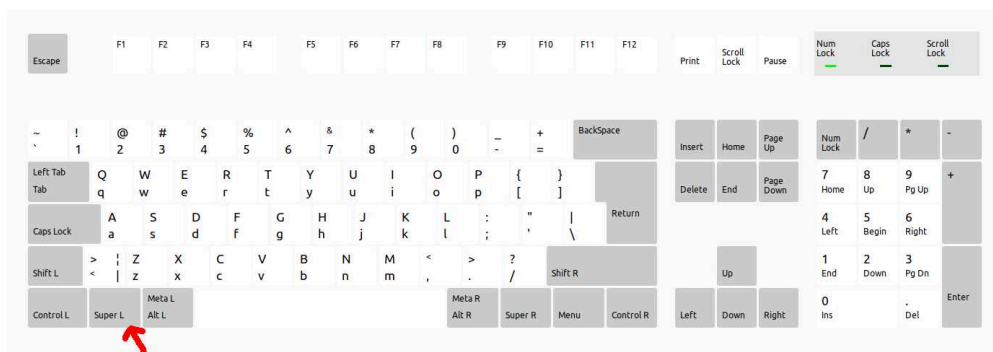 Escape F1 F2 F3 F4 F5 F6 F7 F8 F9 F10 F11 F12 Print Scroll Lock Pause Num Lock Caps Lock Scroll Lock
~ ! @ # $ % ^ & * ( ) _ + BackSpace
` 1 2 3 4 5 6 7 8 9 0 - =
Insert Home Page Up Num Lock / * -
Left Tab Q W E R T Y U I O P { }
Tab q w e r t y u i o p [ ]
Return
Delete End Page Down 7 Home 8 Up 9 Pg Up +
Caps Lock A S D F G H J K L : " |
a s d f g h j k l ; ' \
4 Left 5 Begin 6 Right
Shift L > ¦ Z X C V B N M < > ? Shift R
< | z x c v b n m , . /
Up 1 End 2 Down 3 Pg Dn Enter
Control L Super L Meta L Alt L Meta R Alt R Super R Menu Control R
Left Down Right 0 Ins . Del